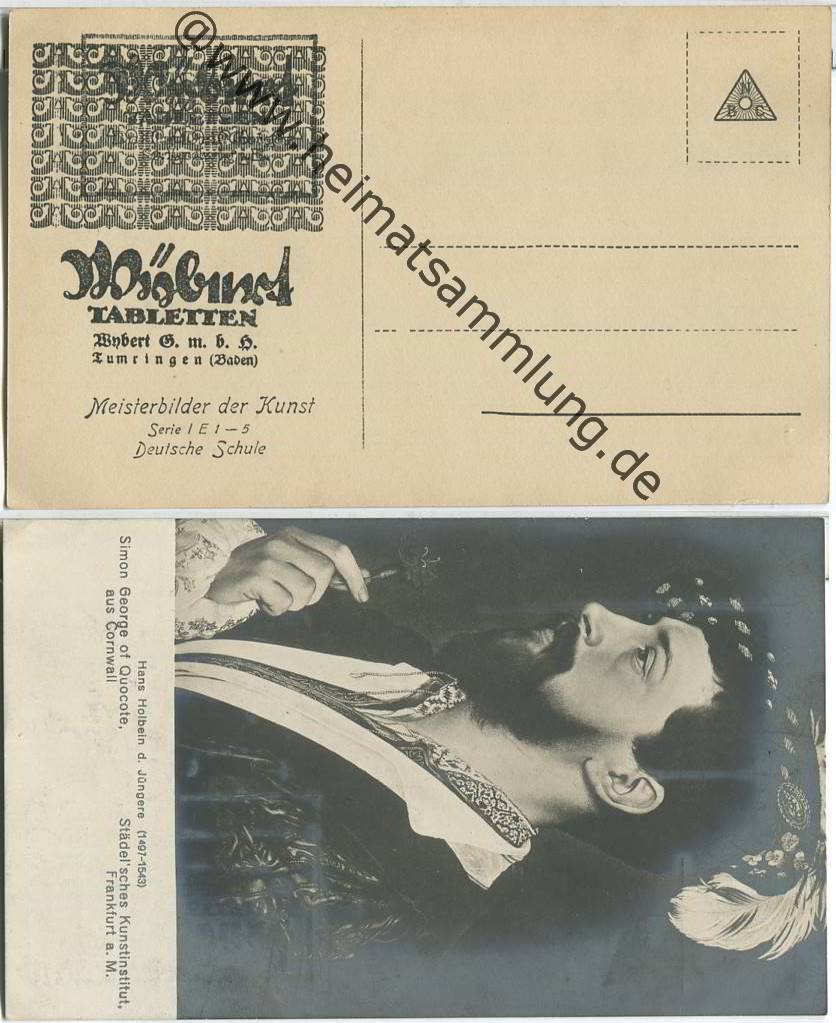 Wybert
TABLETTEN
Wybert G. m. b. H.
Tumringen (Baden)
Meisterbilder der Kunst
Serie I E 1 – 5
Deutsche Schule
N
B C
@www.heimatsammlung.de
Hans Holbein d. Jüngere (1497-1543)
Simon George of Quocote, Städel'sches Kunstinstitut,
aus Cornwall Frankfurt a. M.